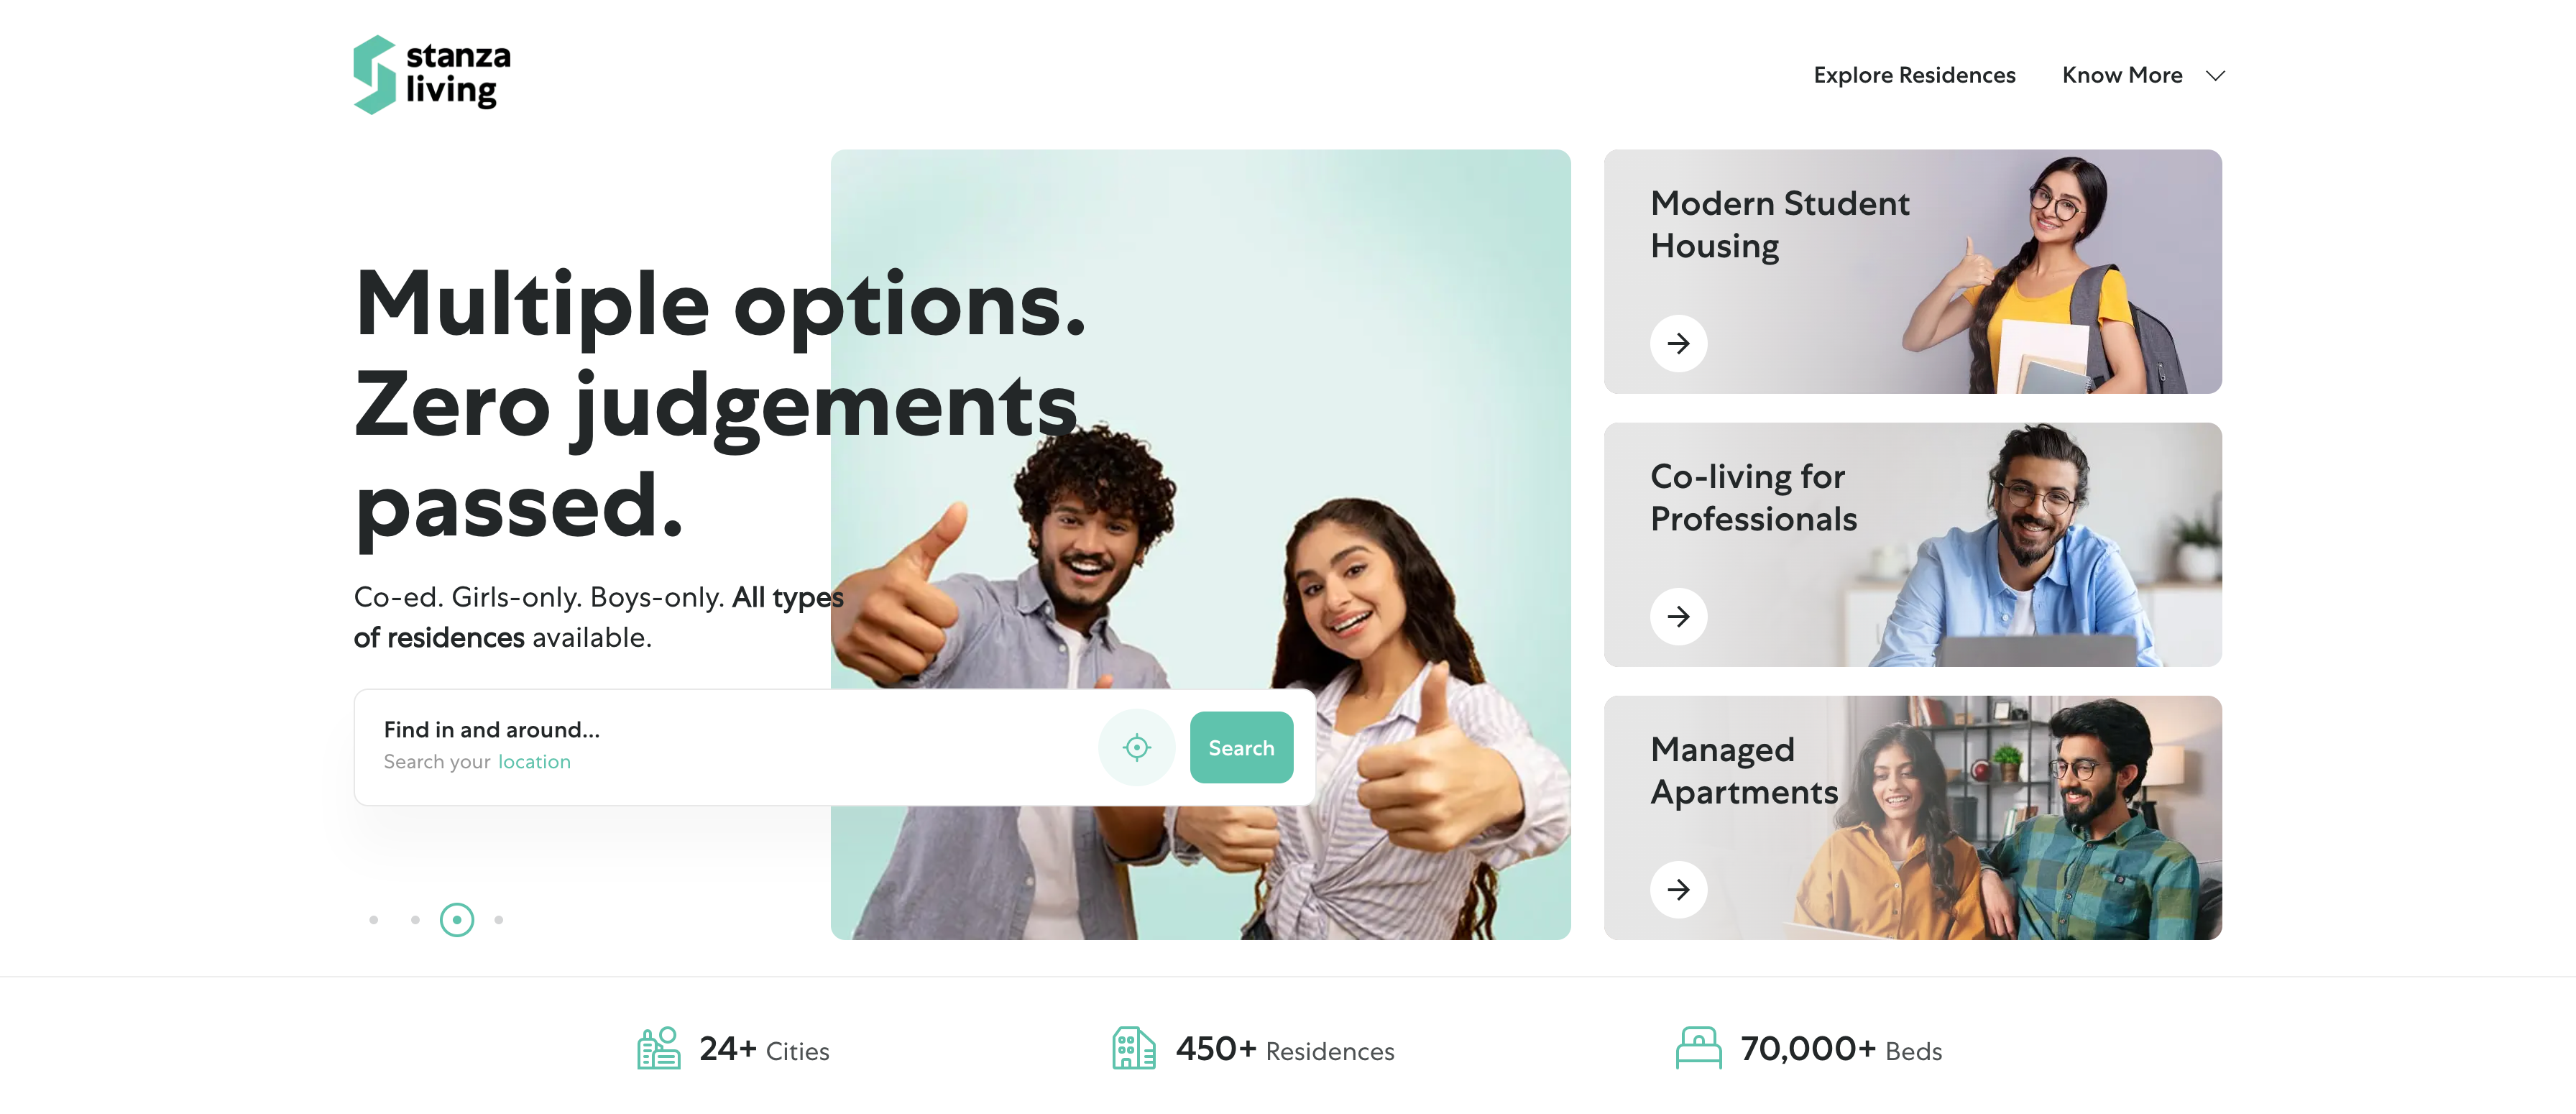 stanza
living
Explore Residences
Know More
Multiple options.
Zero judgements
passed.
Co-ed. Girls-only. Boys-only. All types
of residences available.
Find in and around...
Search your location
Search
Modern Student
Housing
Co-living for
Professionals
Managed
Apartments
24+ Cities
450+ Residences
70,000+ Beds